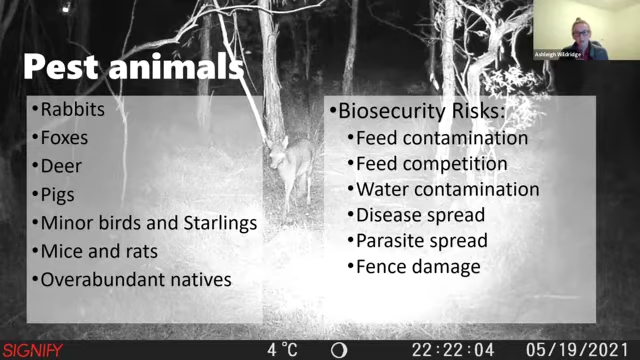 Ashleigh Wildridge
Pest animals
•Rabbits
•Foxes
•Deer
•Pigs
•Minor birds and Starlings
•Mice and rats
•Overabundant natives
•Biosecurity Risks:
•Feed contamination
•Feed competition
•Water contamination
•Disease spread
•Parasite spread
•Fence damage
SIGNIFY 4°C 22:22:04 05/19/2021